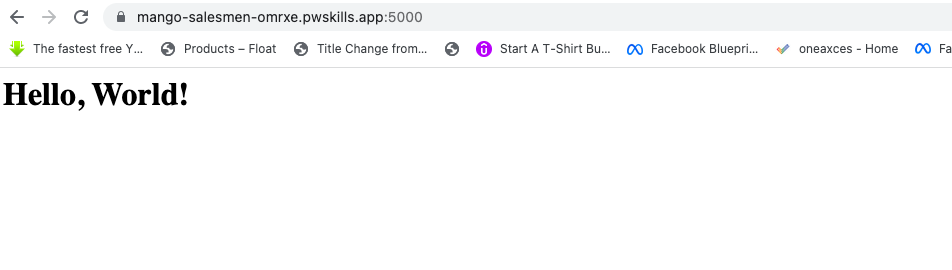 mango-salesmen-omrxe.pwskills.app:5000
The fastest free Y... Products – Float Title Change from... Start A T-Shirt Bu... Facebook Bluepri... oneaxces - Home Fa
Hello, World!